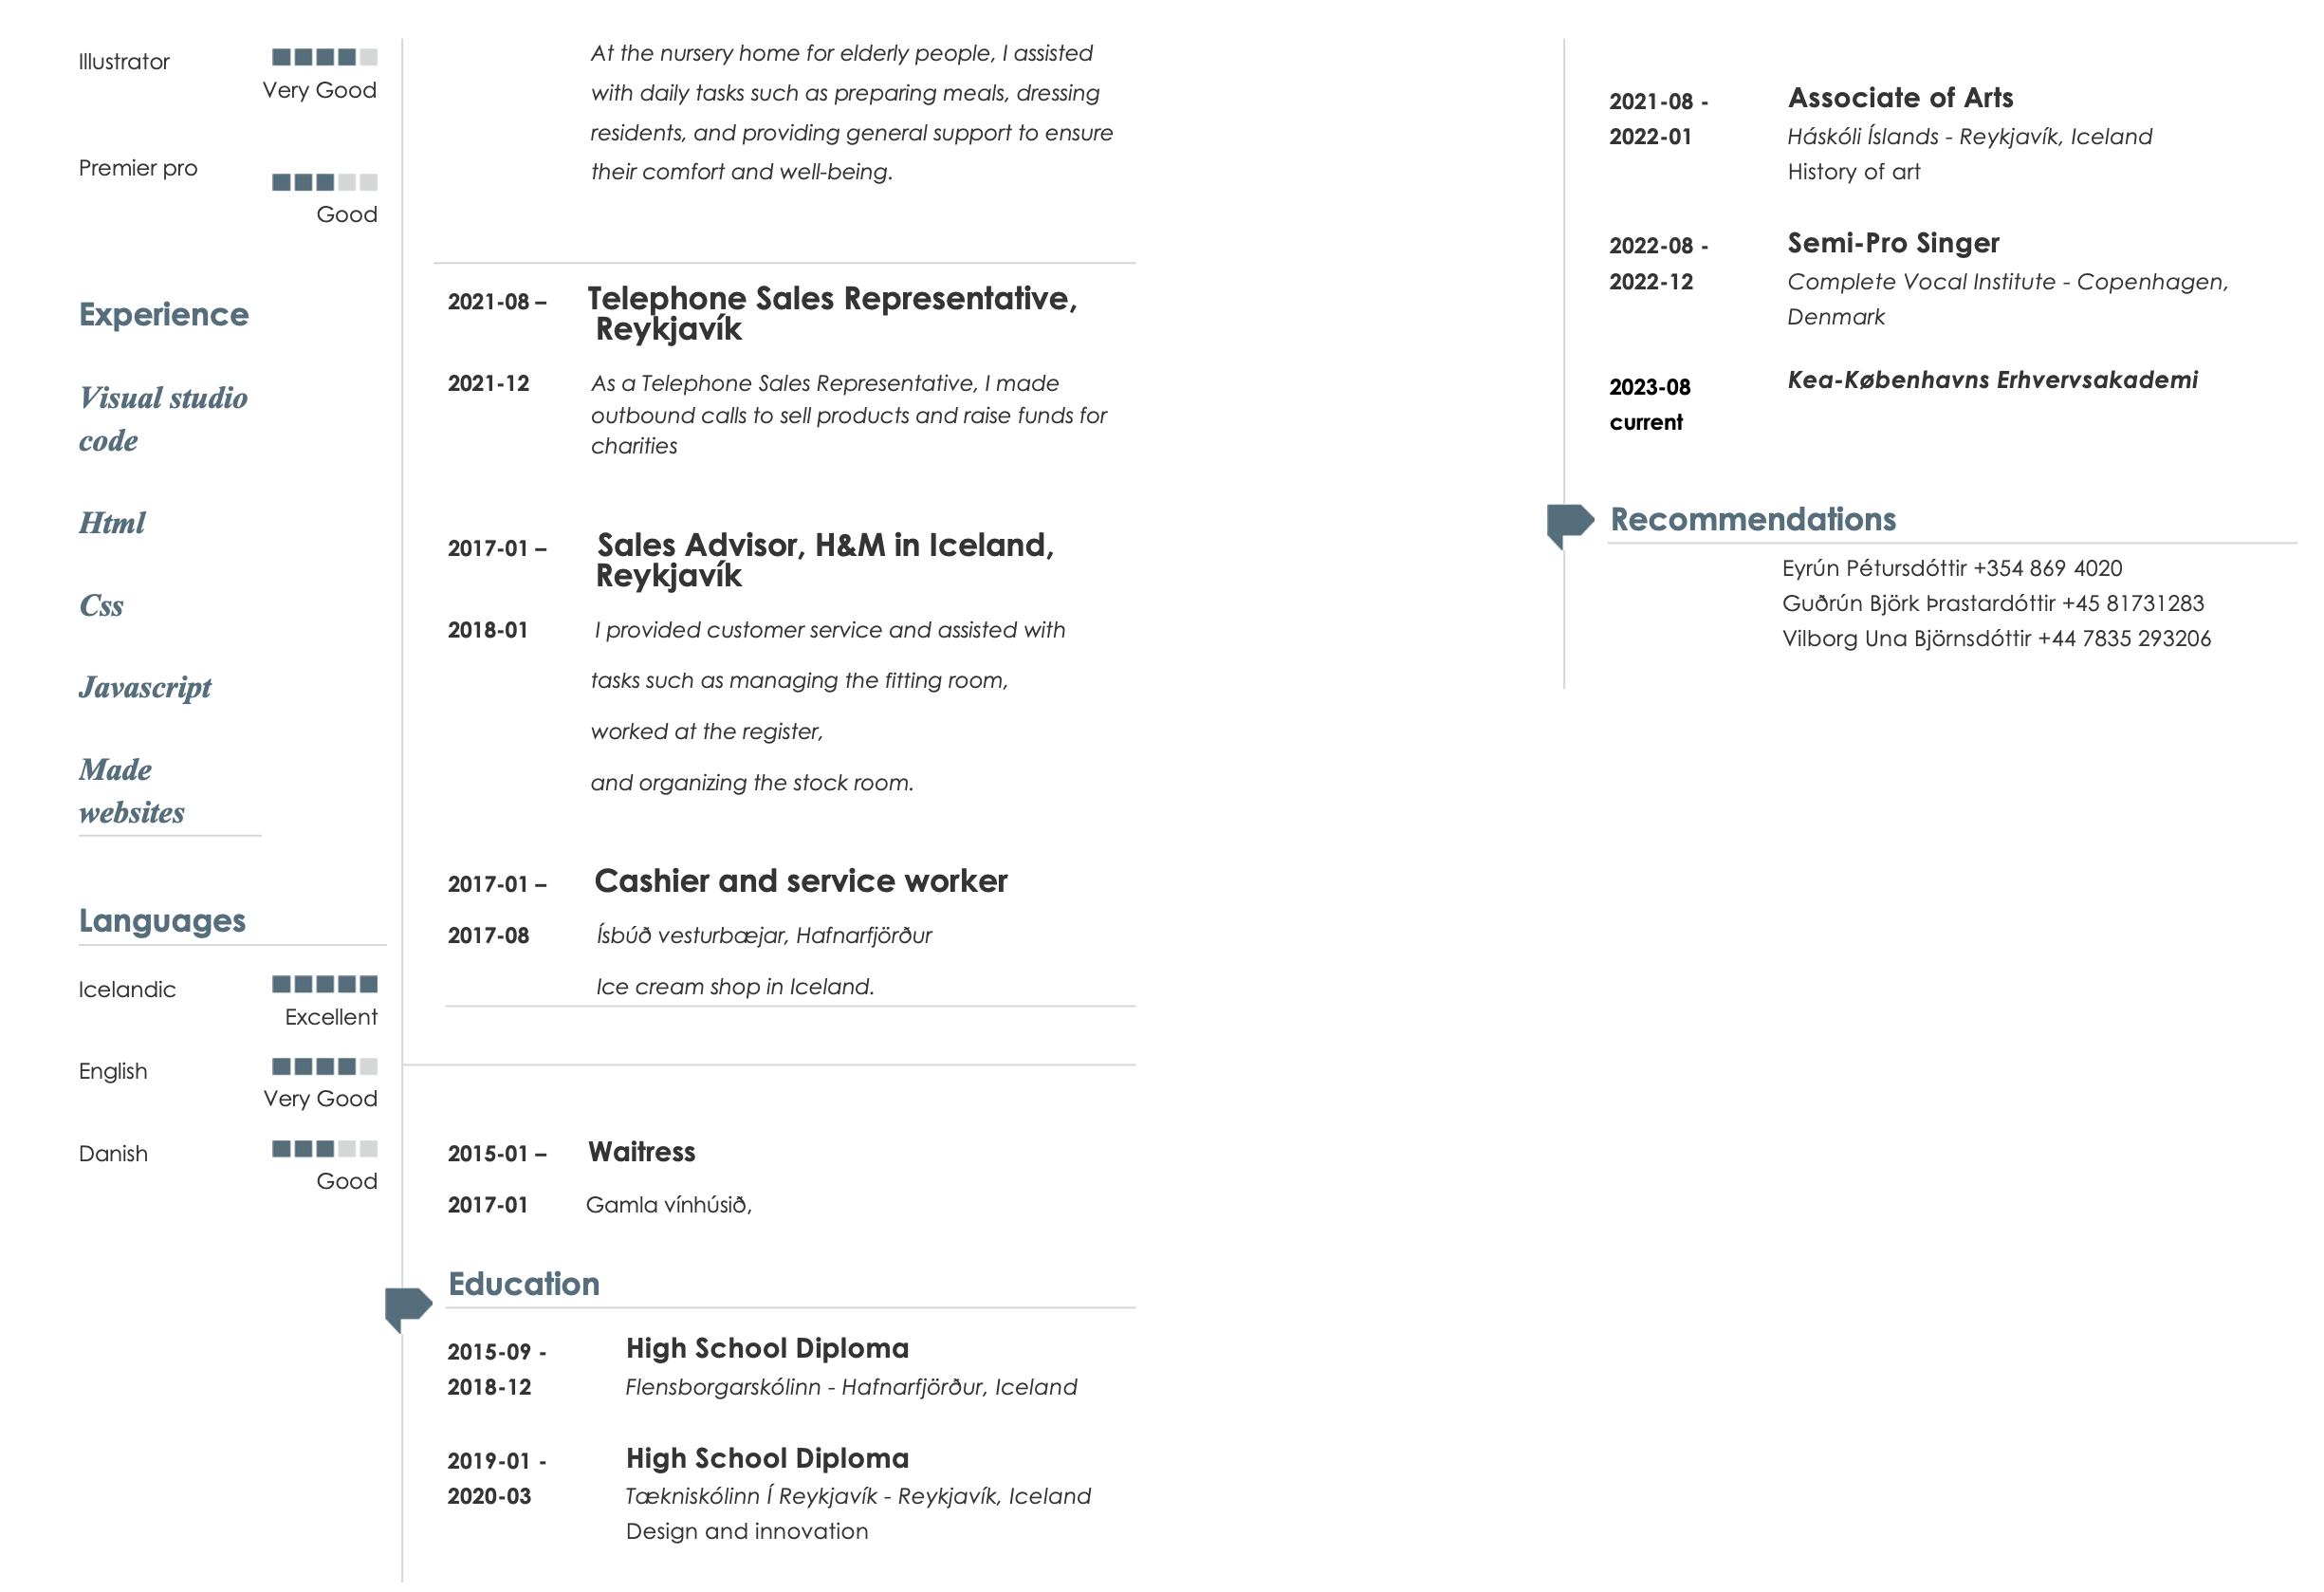 Illustrator
Very Good
Premier pro
Good
Experience
Visual studio
code
Html
Css
Javascript
Made
websites
Languages
Icelandic
Excellent
English
Very Good
Danish
Good
At the nursery home for elderly people, I assisted
with daily tasks such as preparing meals, dressing
residents, and providing general support to ensure
their comfort and well-being.
2021-08 – Telephone Sales Representative,
Reykjavík
2021-12 As a Telephone Sales Representative, I made
outbound calls to sell products and raise funds for
charities
2017-01 – Sales Advisor, H&M in Iceland,
Reykjavík
2018-01 I provided customer service and assisted with
tasks such as managing the fitting room,
worked at the register,
and organizing the stock room.
2017-01 – Cashier and service worker
2017-08 Ísbúð vesturbæjar, Hafnarfjörður
Ice cream shop in Iceland.
2015-01 – Waitress
2017-01 Gamla vínhúsið,
Education
2015-09 - High School Diploma
2018-12 Flensborgarskólinn - Hafnarfjörður, Iceland
2019-01 - High School Diploma
2020-03 Tækniskólinn Í Reykjavík - Reykjavík, Iceland
Design and innovation
2021-08 - Associate of Arts
2022-01 Háskóli Íslands - Reykjavík, Iceland
History of art
2022-08 - Semi-Pro Singer
2022-12 Complete Vocal Institute - Copenhagen,
Denmark
2023-08 Kea-Københavns Erhvervsakademi
current
Recommendations
Eyrún Pétursdóttir +354 869 4020
Guðrún Björk Þrastardóttir +45 81731283
Vilborg Una Björnsdóttir +44 7835 293206